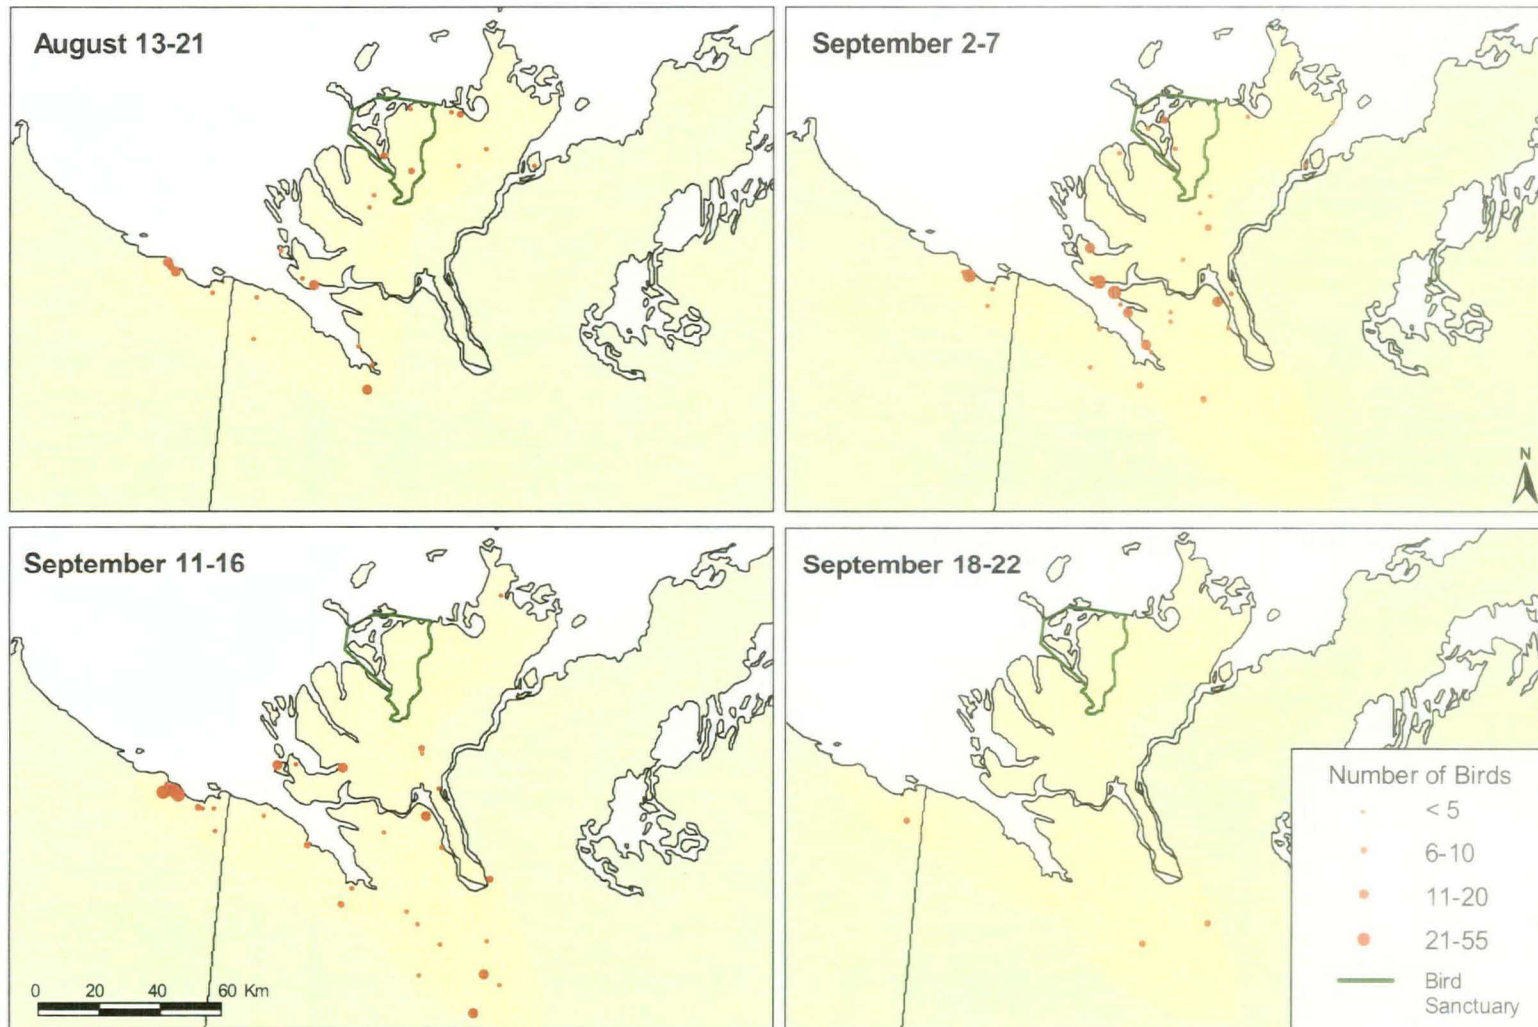 August 13-21
September 2-7
N
September 11-16
September 18-22
0 20 40 60 Km
Number of Birds
< 5
6-10
11-20
21-55
Bird
Sanctuary